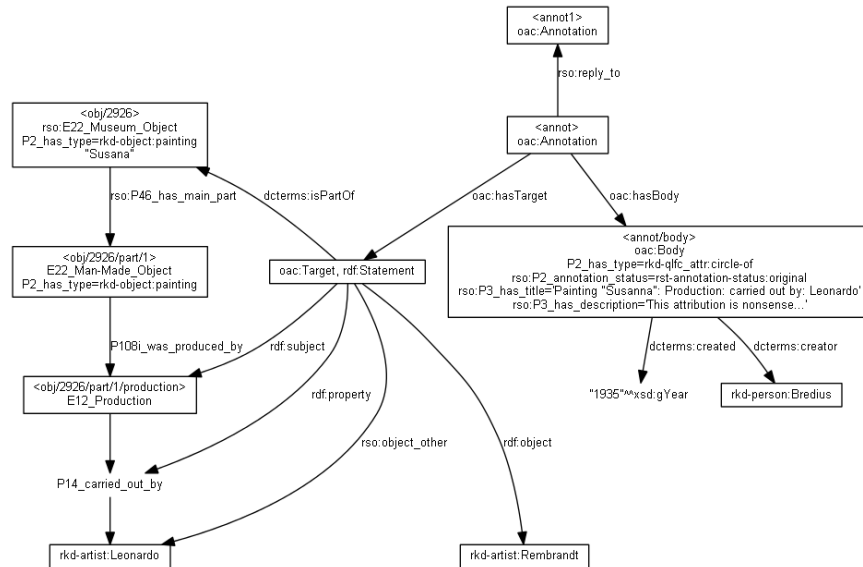 <annot1>
oac:Annotation
rso:reply_to
<obj/2926>
rso:E22_Museum_Object
P2_has_type=rkd-object:painting
"Susana"
<annot>
oac:Annotation
rso:P46_has_main_part
dcterms:isPartOf
oac:hasTarget
oac:hasBody
<obj/2926/part/1>
E22_Man-Made_Object
P2_has_type=rkd-object:painting
oac:Target, rdf:Statement
<annot/body>
oac:Body
P2_has_type=rkd-qlfc_attr:circle-of
rso:P2_annotation_status=rst-annotation-status:original
rso:P3_has_title='Painting "Susanna": Production: carried out by: Leonardo'
rso:P3_has_description='This attribution is nonsense...'
P108i_was_produced_by
rdf:subject
dcterms:created
dcterms:creator
<obj/2926/part/1/production>
E12_Production
rdf:property
rso:object_other
rdf:object
"1935"^^xsd:gYear
rkd-person:Bredius
P14_carried_out_by
rkd-artist:Leonardo
rkd-artist:Rembrandt